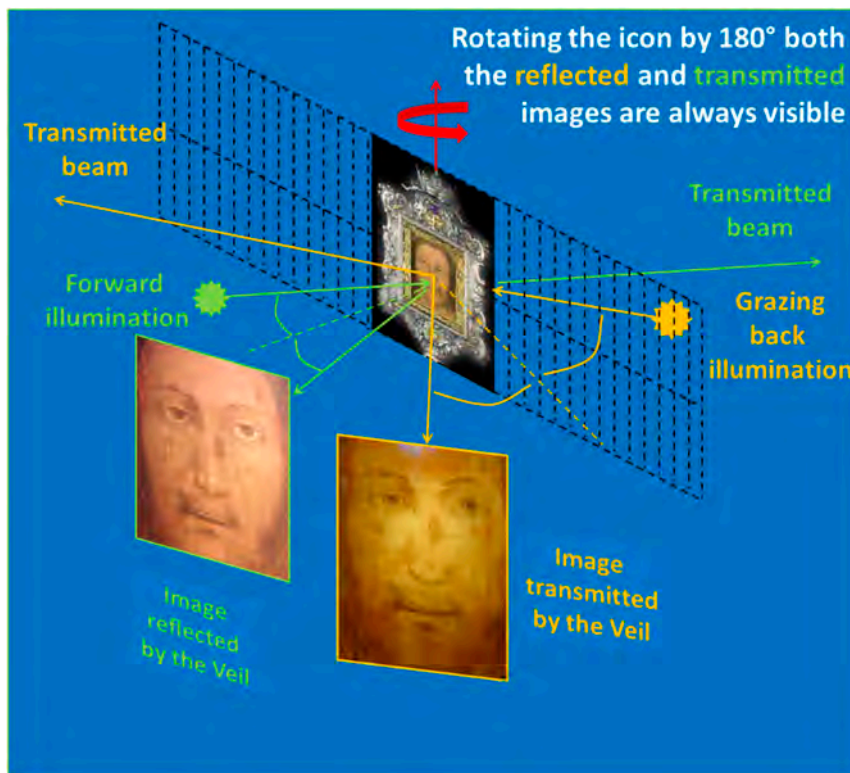 Rotating the icon by 180° both
the reflected and transmitted
images are always visible
Transmitted
beam
Transmitted
beam
Forward
illumination
Grazing
back
illumination
Image
reflected
by the Veil
Image
transmitted
by the Veil